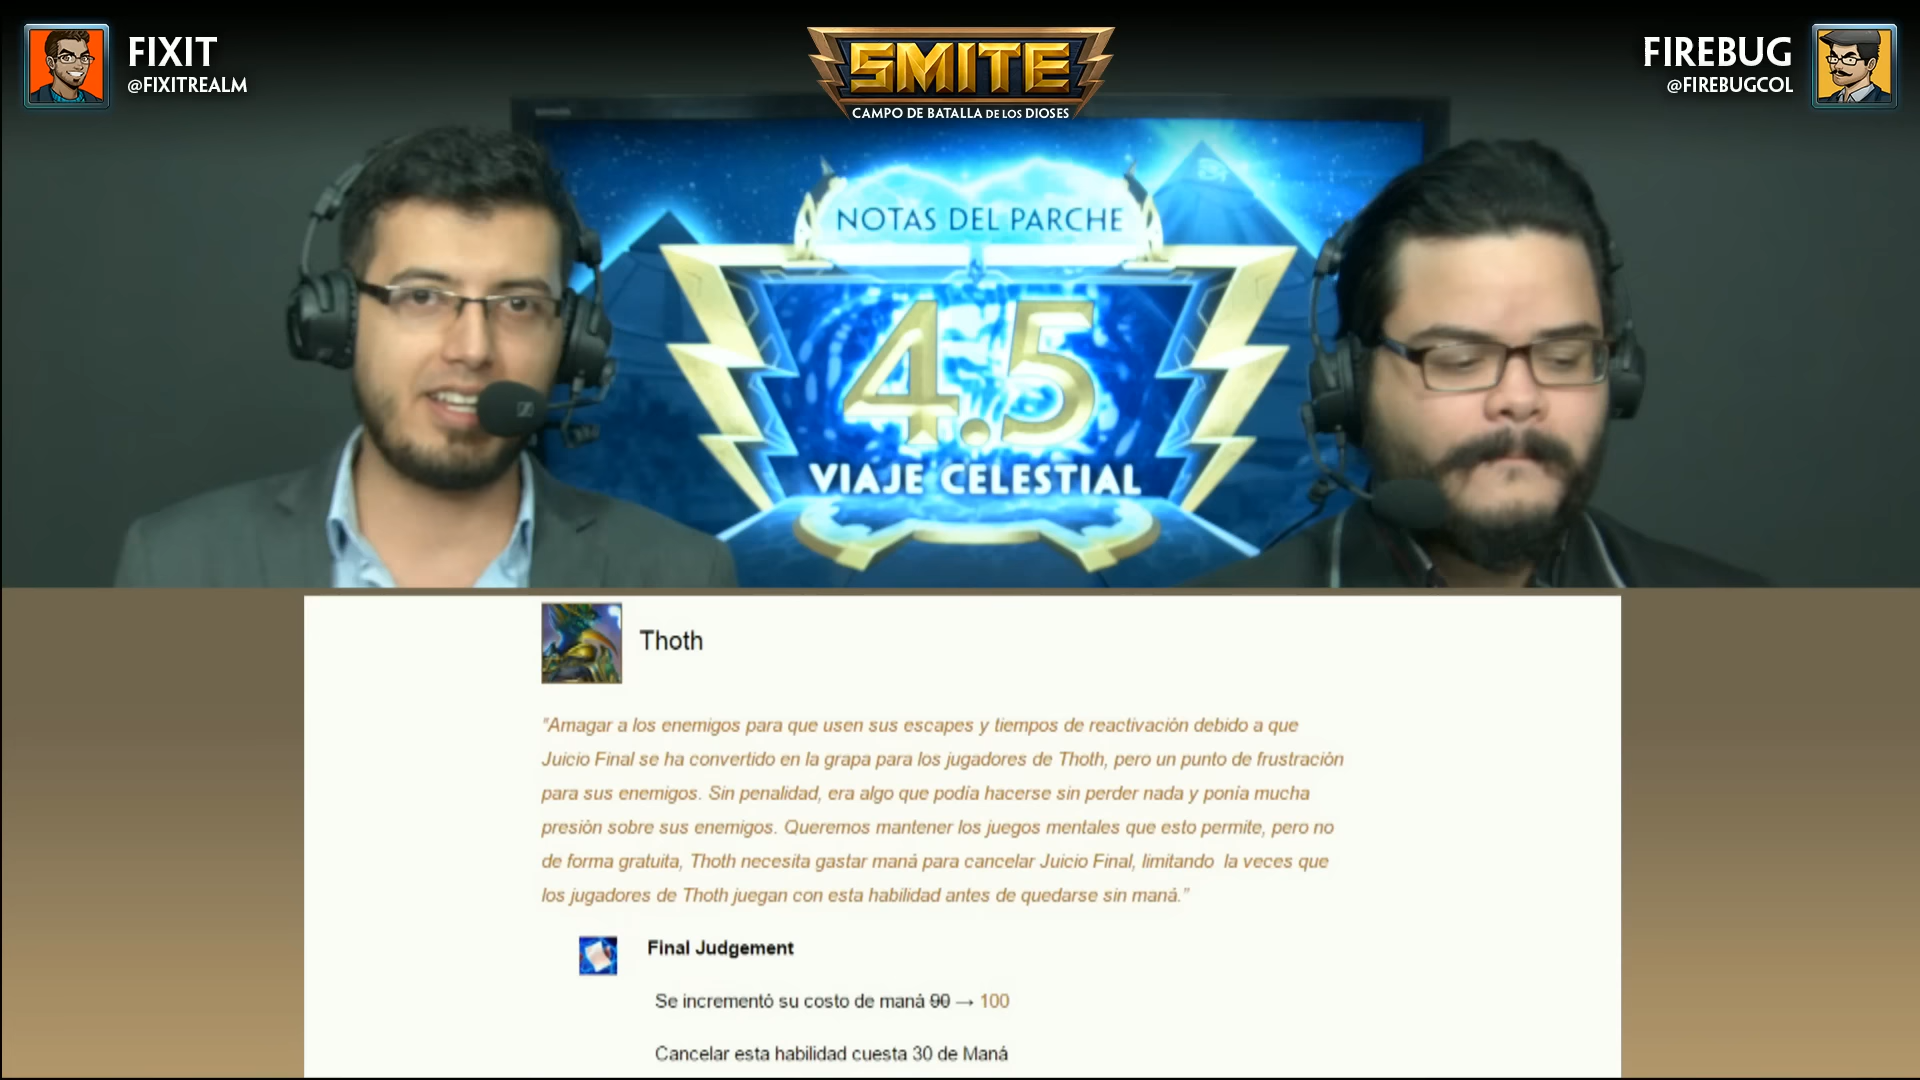 FIXIT
@FIXITREALM
SMITE
CAMPO DE BATALLA DE LOS DIOSES
FIREBUG
@FIREBUGCOL
NOTAS DEL PARCHE
4.5
VIAJE CELESTIAL
Thoth
"Amagar a los enemigos para que usen sus escapes y tiempos de reactivación debido a que
Juicio Final se ha convertido en la grapa para los jugadores de Thoth, pero un punto de frustración
para sus enemigos. Sin penalidad, era algo que podía hacerse sin perder nada y ponía mucha
presión sobre sus enemigos. Queremos mantener los juegos mentales que esto permite, pero no
de forma gratuita, Thoth necesita gastar maná para cancelar Juicio Final, limitando la veces que
los jugadores de Thoth juegan con esta habilidad antes de quedarse sin maná."
Final Judgement
Se incrementó su costo de maná 90 → 100
Cancelar esta habilidad cuesta 30 de Maná